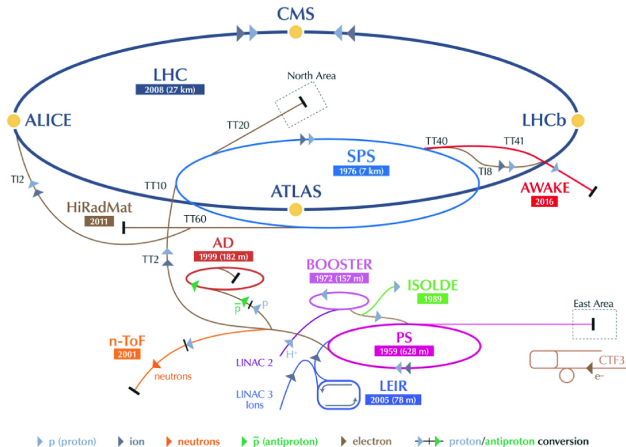 CMS
LHC
2008 (27 km)
North Area
ALICE
LHCb
TT20
TT40
TT41
SPS
1976 (7 km)
TI8
TI2
TT10
ATLAS
AWAKE
2016
HiRadMat
2011
TT60
AD
1999 (182 m)
TT2
BOOSTER
1972 (157 m)
ISOLDE
1989
p
p̅
East Area
n-ToF
2001
PS
1959 (628 m)
LINAC 2
H⁺
neutrons
CTF3
e-
LINAC 3
Ions
LEIR
2005 (78 m)
p (proton)
ion
neutrons
p̅ (antiproton)
electron
proton/antiproton conversion